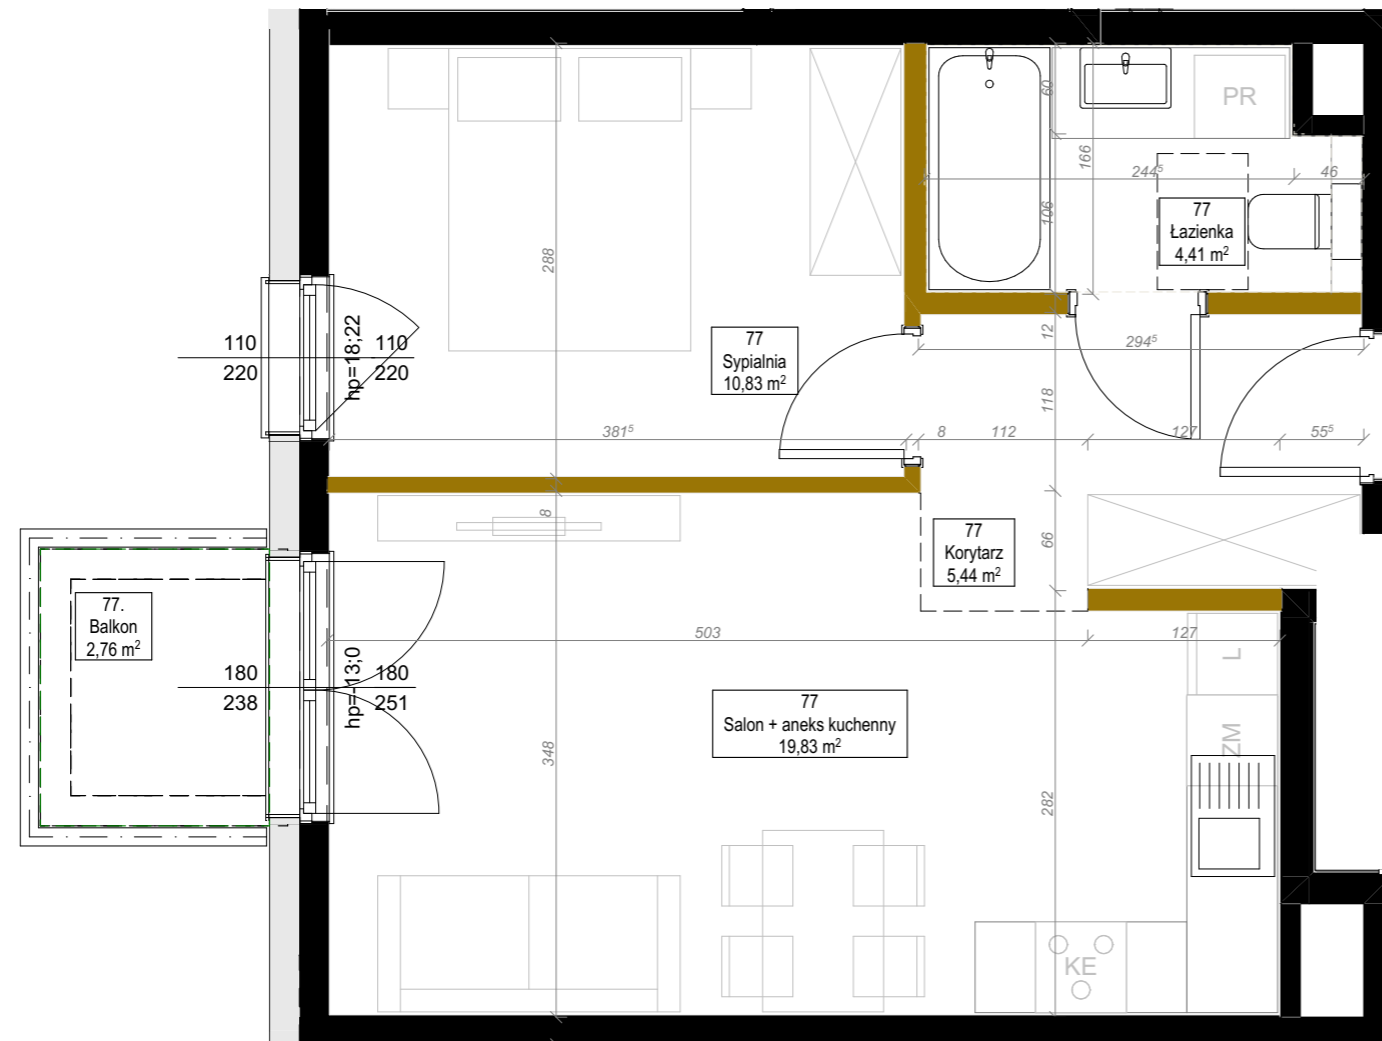 60
PR
166
244⁵
46
106
77
Łazienka
4,41 m²
288
110
220
hp=18;22
110
220
77
Sypialnia
10,83 m²
12
294⁵
118
381⁵
8
112
127
55⁵
8
77
Korytarz
5,44 m²
66
77.
Balkon
2,76 m²
503
127
L
180
238
hp=-13;0
180
251
77
Salon + aneks kuchenny
19,83 m²
ZM
348
282
KE